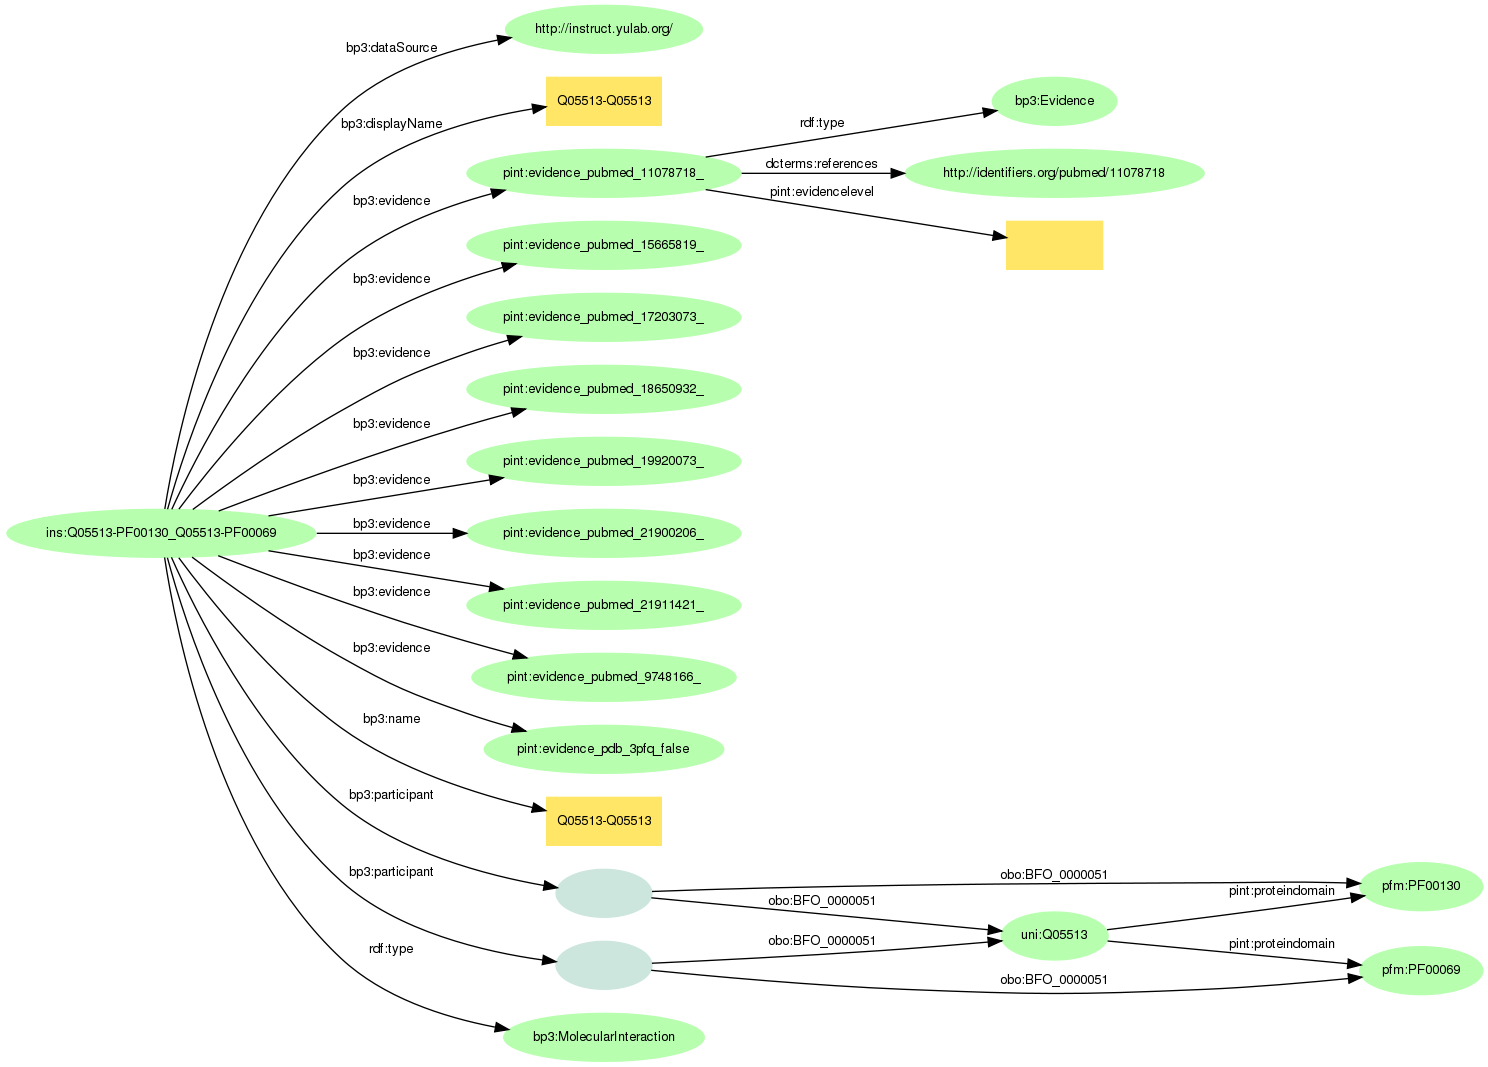 http://instruct.yulab.org/
bp3:dataSource
Q05513-Q05513
bp3:displayName
bp3:Evidence
rdf:type
pint:evidence_pubmed_11078718_
dcterms:references
http://identifiers.org/pubmed/11078718
pint:evidencelevel
bp3:evidence
pint:evidence_pubmed_15665819_
bp3:evidence
pint:evidence_pubmed_17203073_
bp3:evidence
pint:evidence_pubmed_18650932_
bp3:evidence
pint:evidence_pubmed_19920073_
bp3:evidence
ins:Q05513-PF00130_Q05513-PF00069
bp3:evidence
pint:evidence_pubmed_21900206_
bp3:evidence
pint:evidence_pubmed_21911421_
bp3:evidence
pint:evidence_pubmed_9748166_
bp3:evidence
pint:evidence_pdb_3pfq_false
bp3:name
Q05513-Q05513
bp3:participant
obo:BFO_0000051
pfm:PF00130
pint:proteindomain
obo:BFO_0000051
bp3:participant
uni:Q05513
obo:BFO_0000051
pint:proteindomain
pfm:PF00069
obo:BFO_0000051
rdf:type
bp3:MolecularInteraction